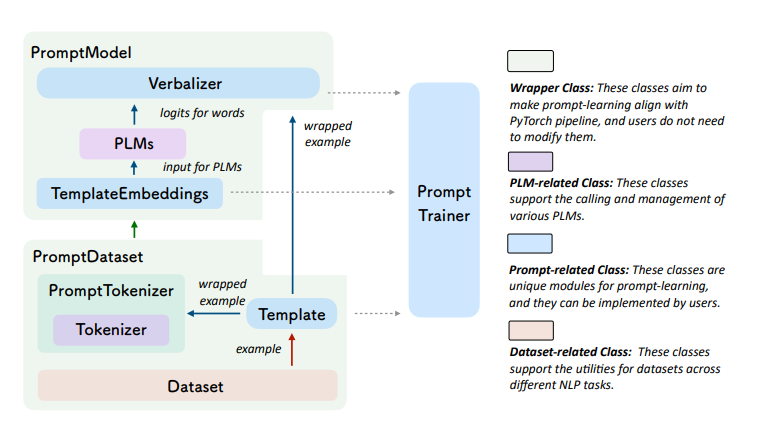 PromptModel
Verbalizer
logits for words
PLMs
input for PLMs
TemplateEmbeddings
wrapped
example
PromptDataset
PromptTokenizer
Tokenizer
wrapped
example
Template
example
Dataset
Prompt
Trainer
Wrapper Class: These classes aim to
make prompt-learning align with
PyTorch pipeline, and users do not need
to modify them.
PLM-related Class: These classes
support the calling and management of
various PLMs.
Prompt-related Class: These classes are
unique modules for prompt-learning,
and they can be implemented by users.
Dataset-related Class: These classes
support the utilities for datasets across
different NLP tasks.